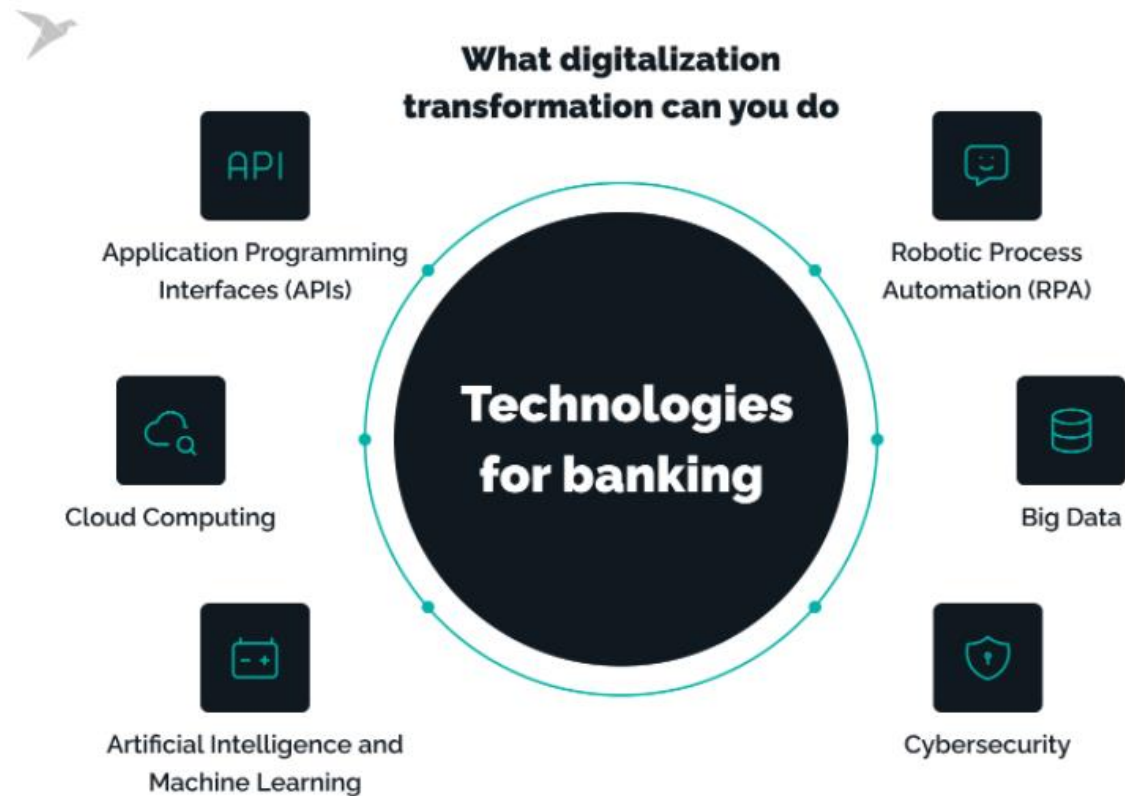 What digitalization
transformation can you do
API
Application Programming
Interfaces (APIs)
Robotic Process
Automation (RPA)
Technologies
for banking
Cloud Computing
Big Data
Artificial Intelligence and
Machine Learning
Cybersecurity